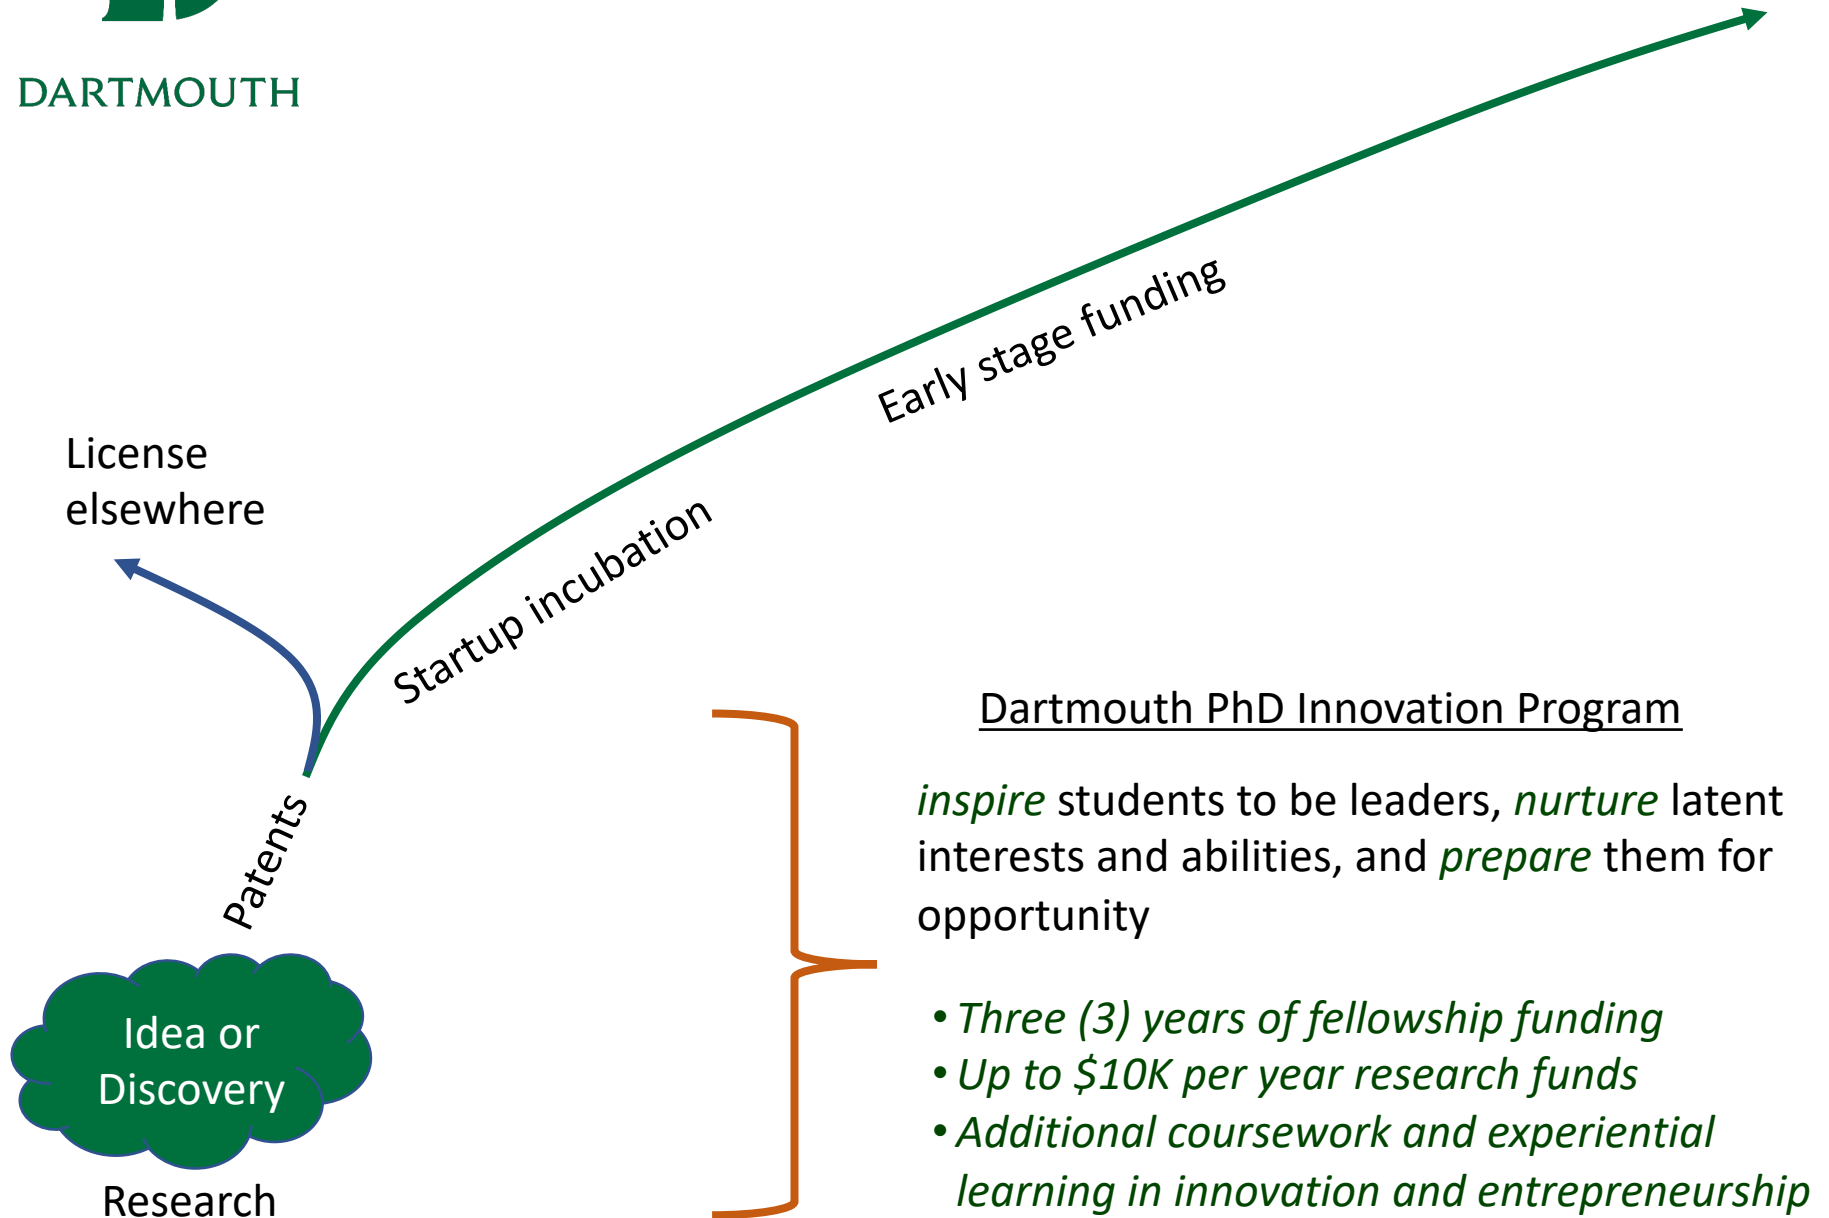 DARTMOUTH
Early stage funding
License
elsewhere
Startup incubation
Patents
Idea or
Discovery
Research
Dartmouth PhD Innovation Program
inspire students to be leaders, nurture latent
interests and abilities, and prepare them for
opportunity
• Three (3) years of fellowship funding
• Up to $10K per year research funds
• Additional coursework and experiential
learning in innovation and entrepreneurship